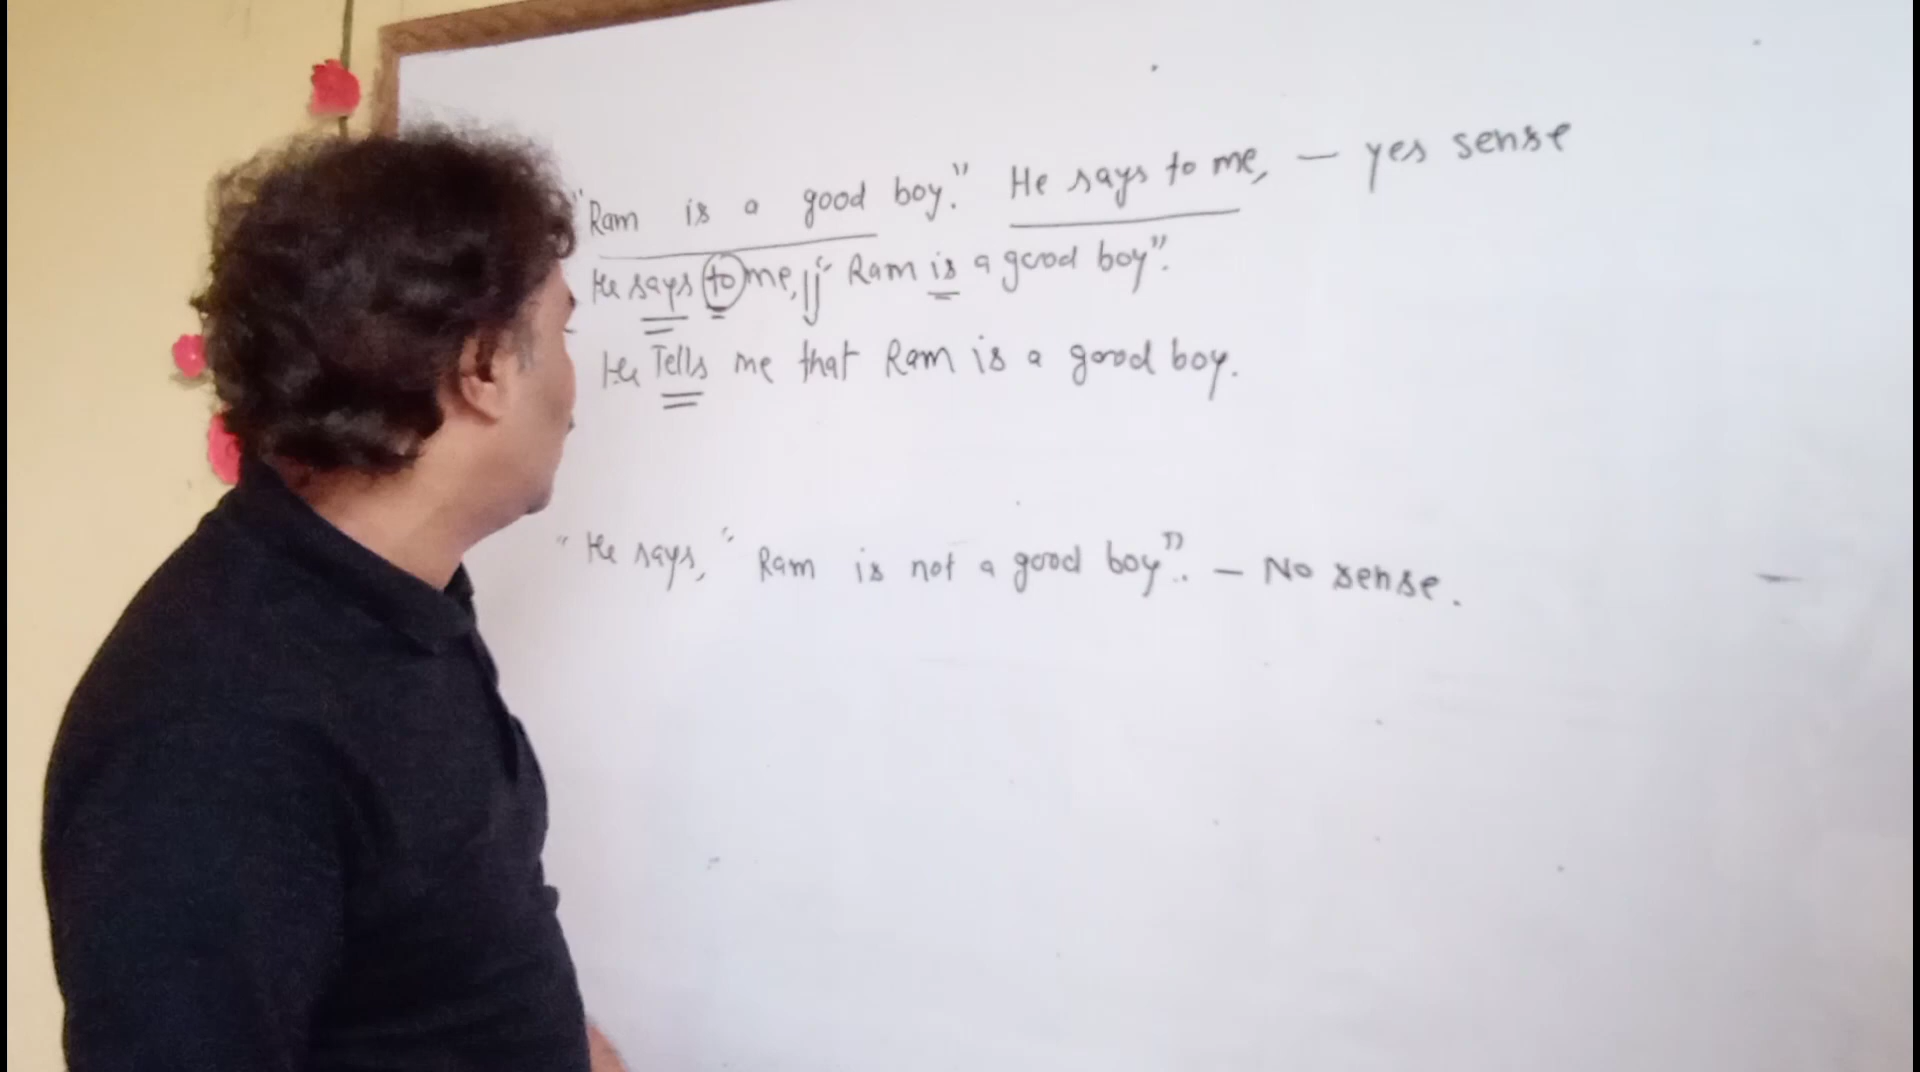 "Ram is a good boy." He says to me, — yes sense
He says to me, " Ram is a good boy".
He Tells me that Ram is a good boy.
" He says, " Ram is not a good boy". — No sense.